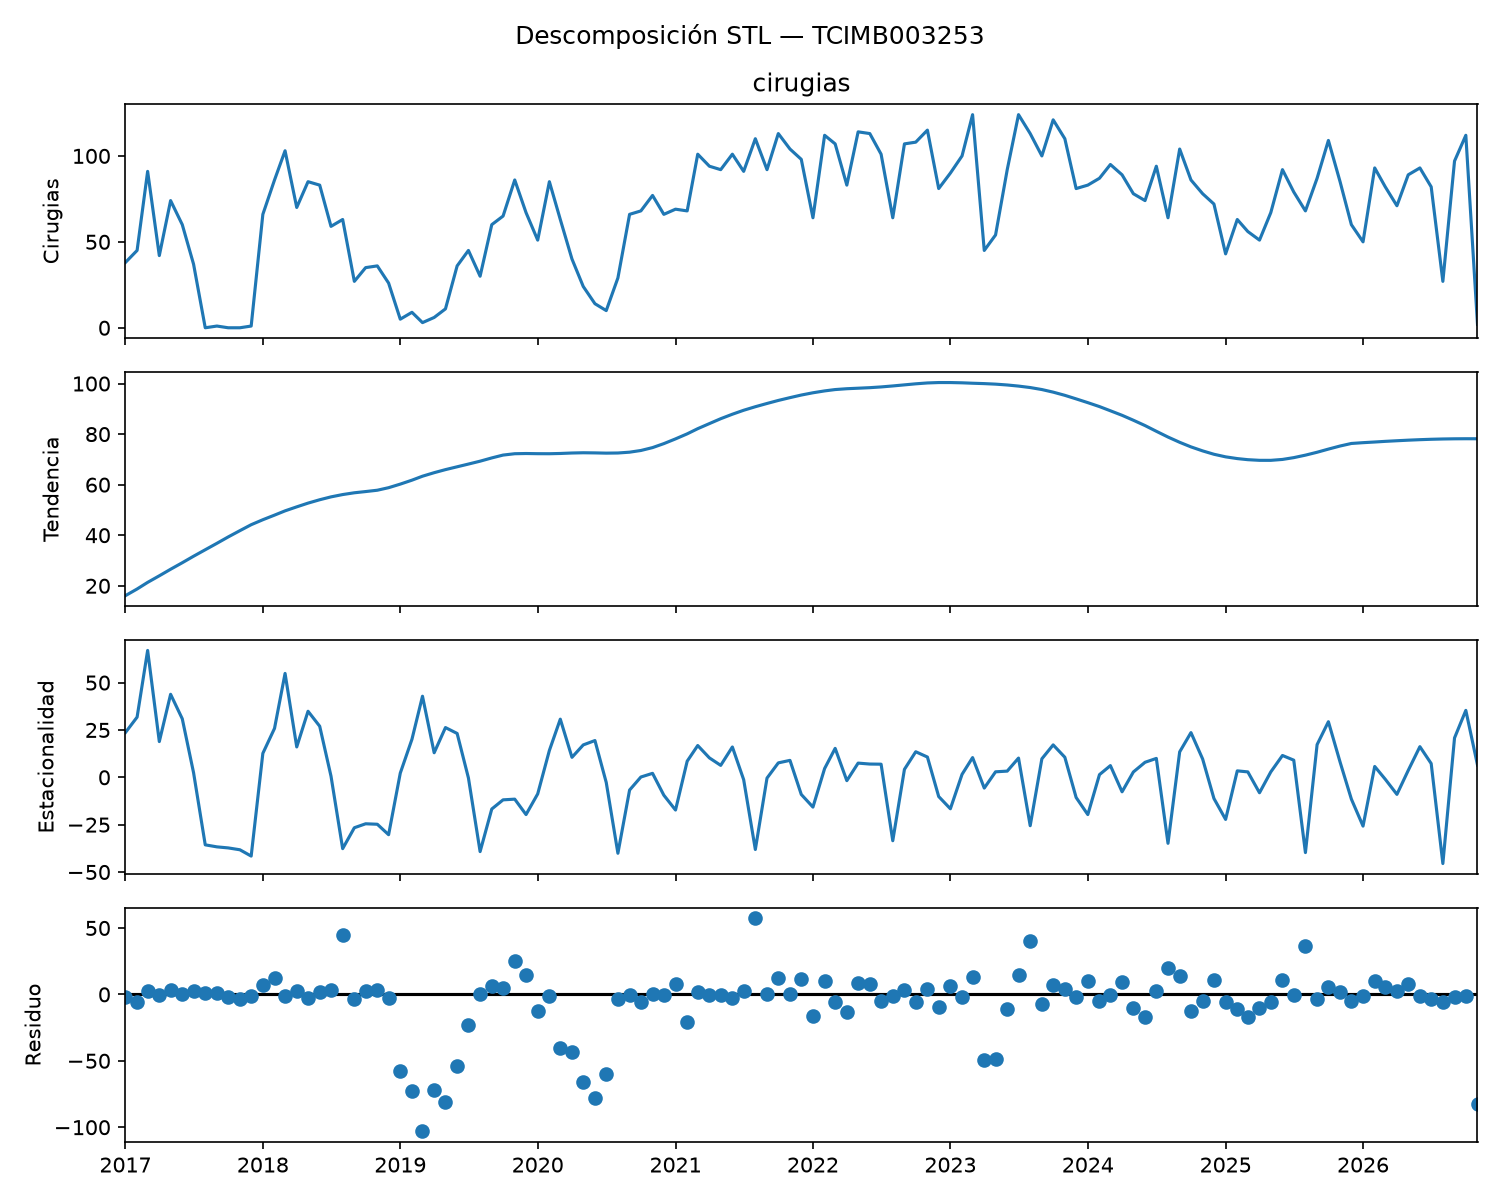 Descomposición STL — TCIMB003253
cirugias
Cirugias
100
50
0
Tendencia
100
80
60
40
20
Estacionalidad
50
25
0
−25
−50
Residuo
50
0
−50
−100
2017 2018 2019 2020 2021 2022 2023 2024 2025 2026